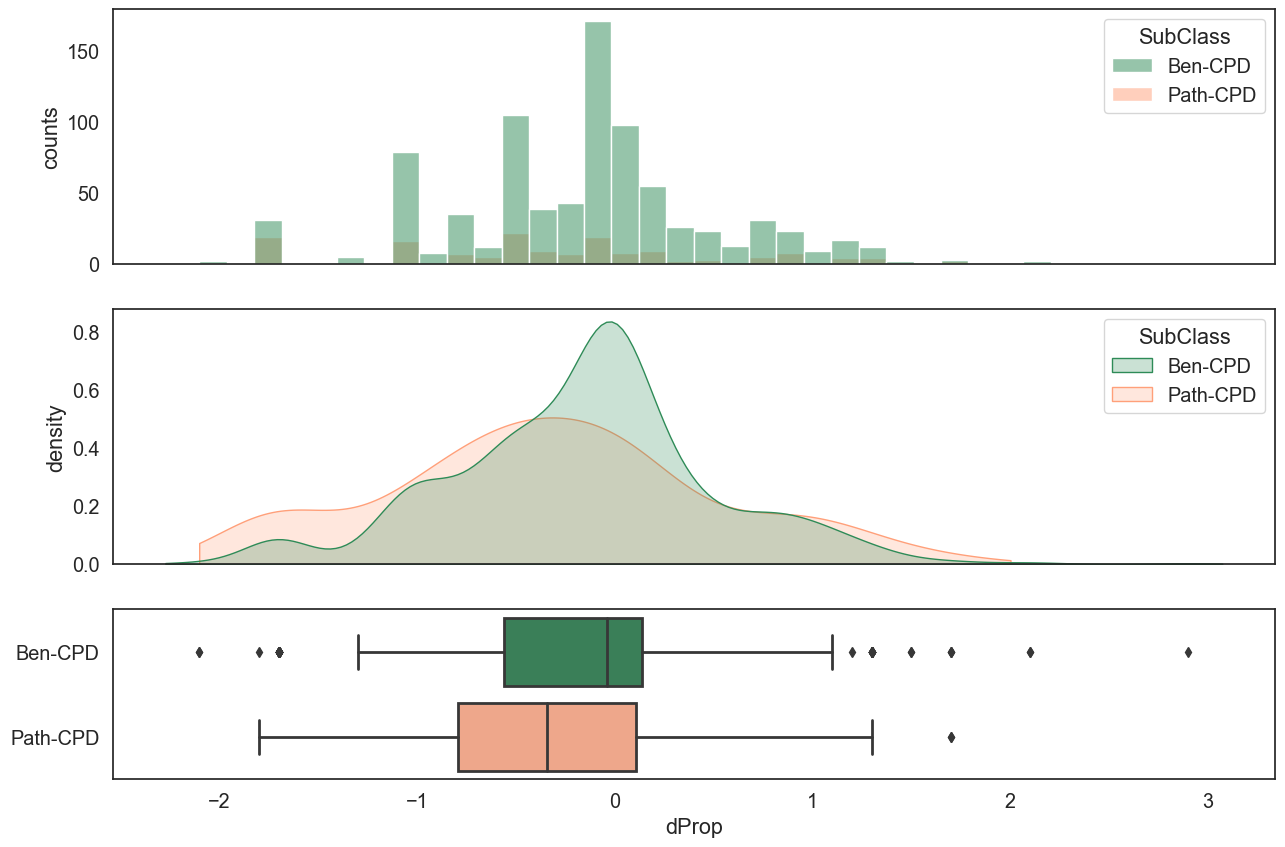 counts
150
100
50
0
SubClass
Ben-CPD
Path-CPD
density
0.8
0.6
0.4
0.2
0.0
SubClass
Ben-CPD
Path-CPD
Ben-CPD
Path-CPD
−2 −1 0 1 2 3
dProp